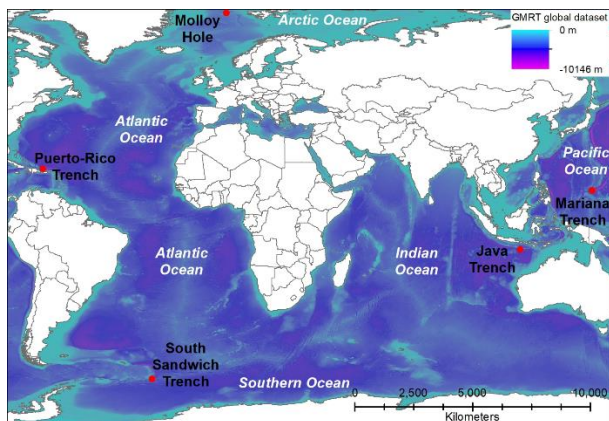 Molloy
Hole
Arctic Ocean
GMRT global dataset
0 m
-10146 m
Atlantic
Ocean
Puerto-Rico
Trench
Pacific
Ocean
Mariana
Trench
Atlantic
Ocean
Indian
Ocean
Java
Trench
South
Sandwich
Trench
Southern Ocean
0 2,500 5,000 10,000
Kilometers